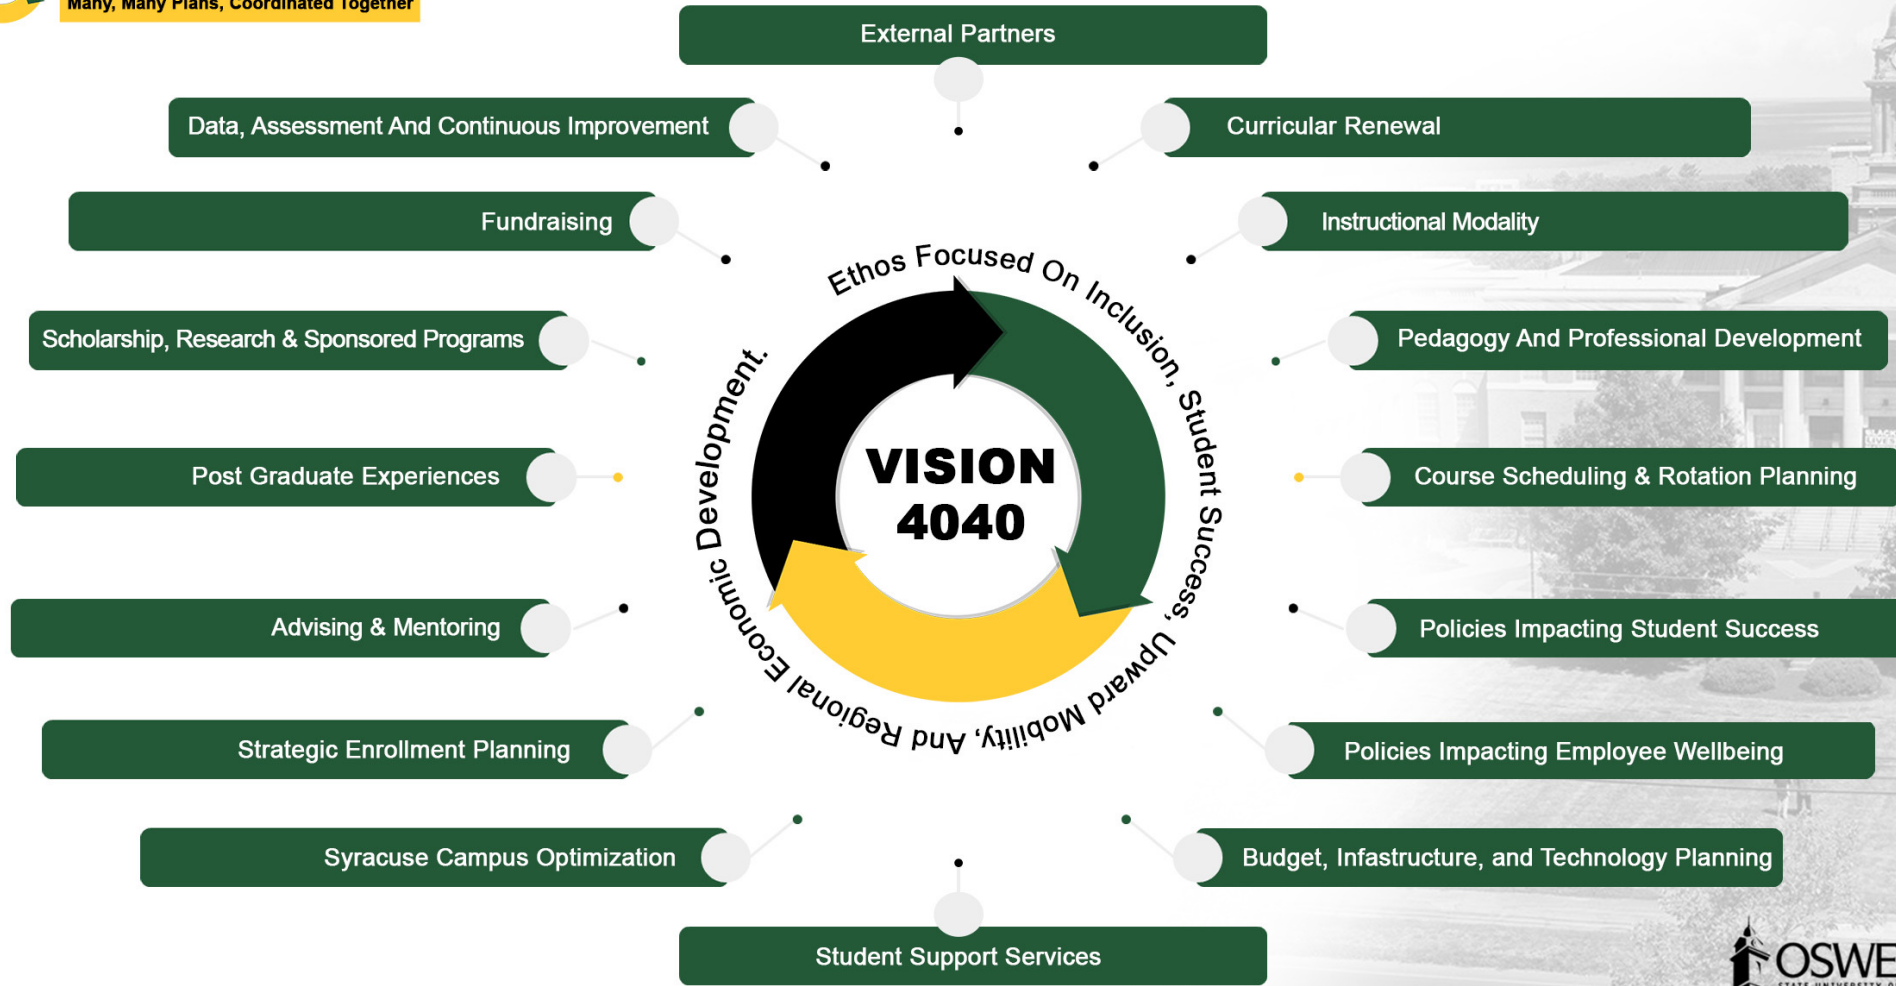 Many, Many Plans, Coordinated Together
External Partners
Data, Assessment And Continuous Improvement
Curricular Renewal
Fundraising
Instructional Modality
Scholarship, Research & Sponsored Programs
Pedagogy And Professional Development
Post Graduate Experiences
Course Scheduling & Rotation Planning
Advising & Mentoring
Policies Impacting Student Success
Strategic Enrollment Planning
Policies Impacting Employee Wellbeing
Syracuse Campus Optimization
Budget, Infastructure, and Technology Planning
Student Support Services
Ethos Focused On Inclusion, Student Success, Upward Mobility, And Regional Economic Development.
VISION
4040
OSWE
STATE UNIVERSITY